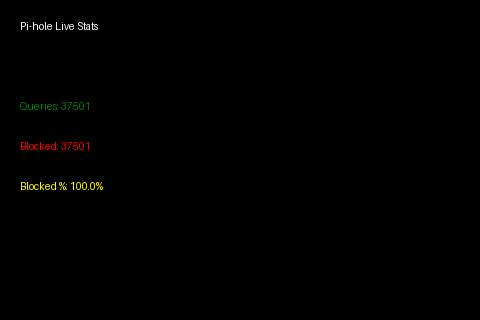 Pi-hole Live Stats
Queries: 37501
Blocked: 37501
Blocked %: 100.0%